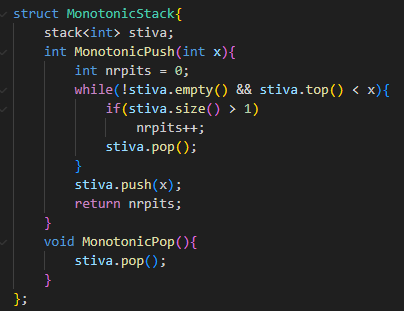 struct MonotonicStack{
    stack<int> stiva;
    int MonotonicPush(int x){
        int nrpits = 0;
        while(!stiva.empty() && stiva.top() < x){
            if(stiva.size() > 1)
                nrpits++;
            stiva.pop();
        }
        stiva.push(x);
        return nrpits;
    }
    void MonotonicPop(){
        stiva.pop();
    }
};